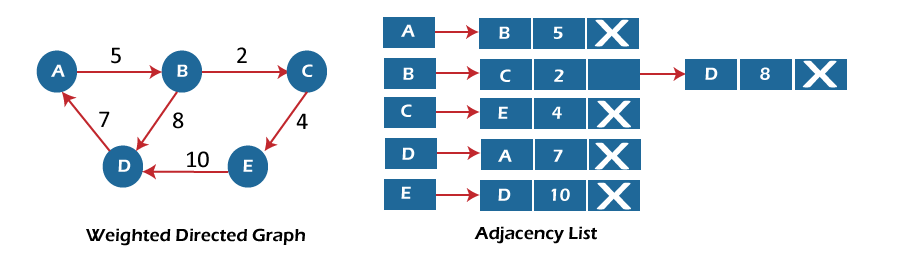 5
2
A
B
C
7
8
4
D
10
E
Weighted Directed Graph
A B 5 X
B C 2 D 8 X
C E 4 X
D A 7 X
E D 10 X
Adjacency List